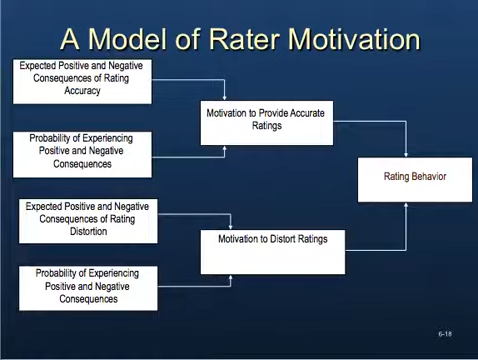 A Model of Rater Motivation
Expected Positive and Negative
Consequences of Rating
Accuracy
Motivation to Provide Accurate
Ratings
Probability of Experiencing
Positive and Negative
Consequences
Rating Behavior
Expected Positive and Negative
Consequences of Rating
Distortion
Motivation to Distort Ratings
Probability of Experiencing
Positive and Negative
Consequences
6-18